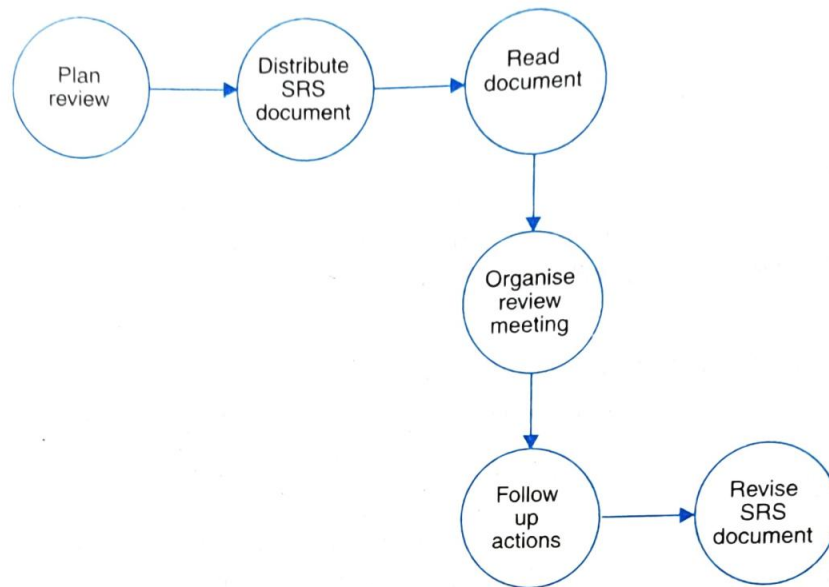 Plan
review
Distribute
SRS
document
Read
document
Organise
review
meeting
Follow
up
actions
Revise
SRS
document